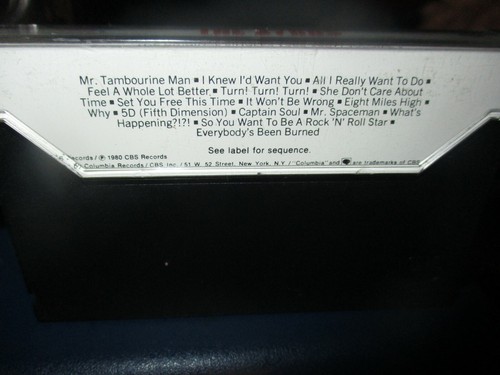 Mr. Tambourine Man ▪ I Knew I'd Want You ▪ All I Really Want To Do ▪
Feel A Whole Lot Better ▪ Turn! Turn! Turn! ▪ She Don't Care About
Time ▪ Set You Free This Time ▪ It Won't Be Wrong ▪ Eight Miles High ▪
Why ▪ 5D (Fifth Dimension) ▪ Captain Soul ▪ Mr. Spaceman ▪ What's
Happening?!?! ▪ So You Want To Be A Rock 'N' Roll Star ▪
Everybody's Been Burned
See label for sequence.
Records/ ℗ 1980 CBS Records
Columbia Records / CBS Inc. / 51 W. 52 Street, New York, N.Y. / "Columbia" and are trademarks of CBS